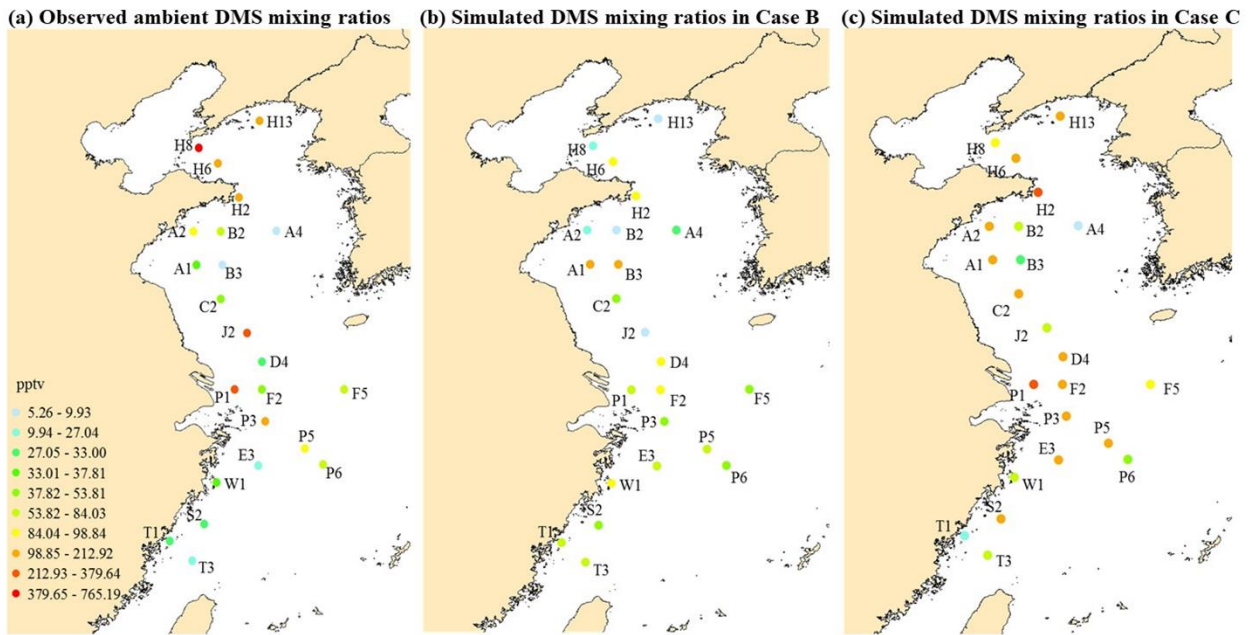 (a) Observed ambient DMS mixing ratios
H13
H8
H6
H2
A2
B2
A4
A1
B3
C2
J2
D4
P1
F2
F5
P3
P5
E3
P6
W1
S2
T1
T3
pptv
5.26 - 9.93
9.94 - 27.04
27.05 - 33.00
33.01 - 37.81
37.82 - 53.81
53.82 - 84.03
84.04 - 98.84
98.85 - 212.92
212.93 - 379.64
379.65 - 765.19
(b) Simulated DMS mixing ratios in Case B
H13
H8
H6
H2
A2
B2
A4
A1
B3
C2
J2
D4
P1
F2
F5
P3
P5
E3
P6
W1
S2
T1
T3
(c) Simulated DMS mixing ratios in Case C
H13
H8
H6
H2
A2
B2
A4
A1
B3
C2
J2
D4
P1
F2
F5
P3
P5
E3
P6
W1
S2
T1
T3